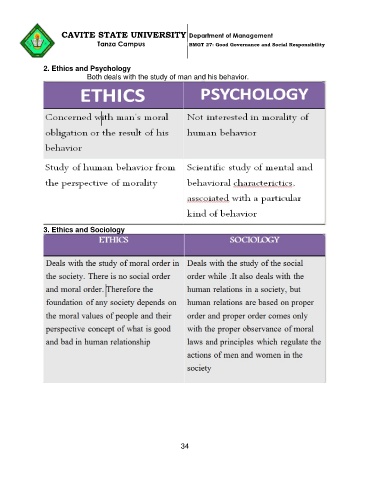 CAVITE STATE UNIVERSITY Department of Management
Tanza Campus BMGT 27- Good Governance and Social Responsibility
2. Ethics and Psychology
Both deals with the study of man and his behavior.
ETHICS PSYCHOLOGY
Concerned with man's moral
obligation or the result of his
behavior
Not interested in morality of
human behavior
Study of human behavior from
the perspective of morality
Scientific study of mental and
behavioral characterictics,
asscoiated with a particular
kind of behavior
3. Ethics and Sociology
ETHICS SOCIOLOGY
Deals with the study of moral order in
the society. There is no social order
and moral order. Therefore the
foundation of any society depends on
the moral values of people and their
perspective concept of what is good
and bad in human relationship
Deals with the study of the social
order while .It also deals with the
human relations in a society, but
human relations are based on proper
order and proper order comes only
with the proper observance of moral
laws and principles which regulate the
actions of men and women in the
society
34